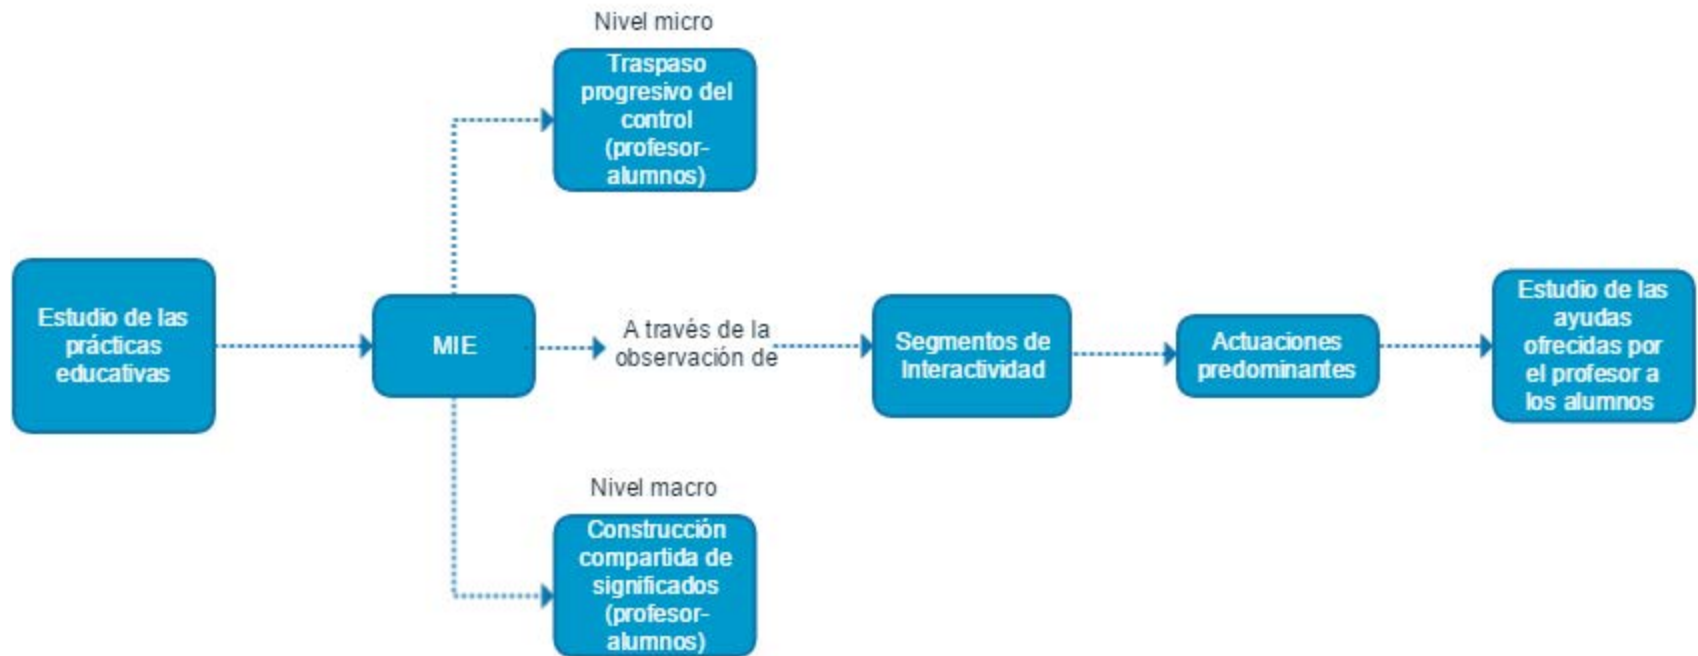 Nivel micro
Traspaso
progresivo del
control
(profesor-
alumnos)
Estudio de las
prácticas
educativas
MIE
A través de la
observación de
Segmentos de
Interactividad
Actuaciones
predominantes
Estudio de las
ayudas
ofrecidas por
el profesor a
los alumnos
Nivel macro
Construcción
compartida de
significados
(profesor-
alumnos)